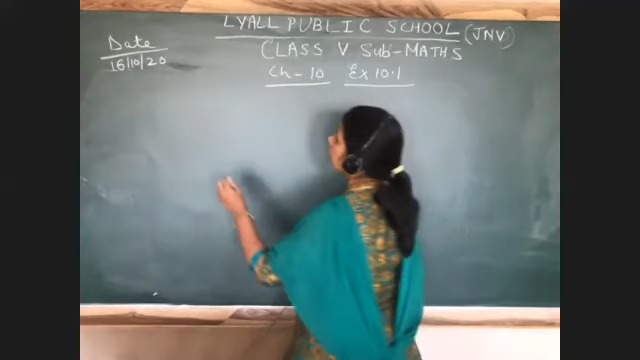 LYALL PUBLIC SCHOOL (JNV)
Date
16/10/20
CLASS V Sub-MATHS
Ch-10 Ex 10.1